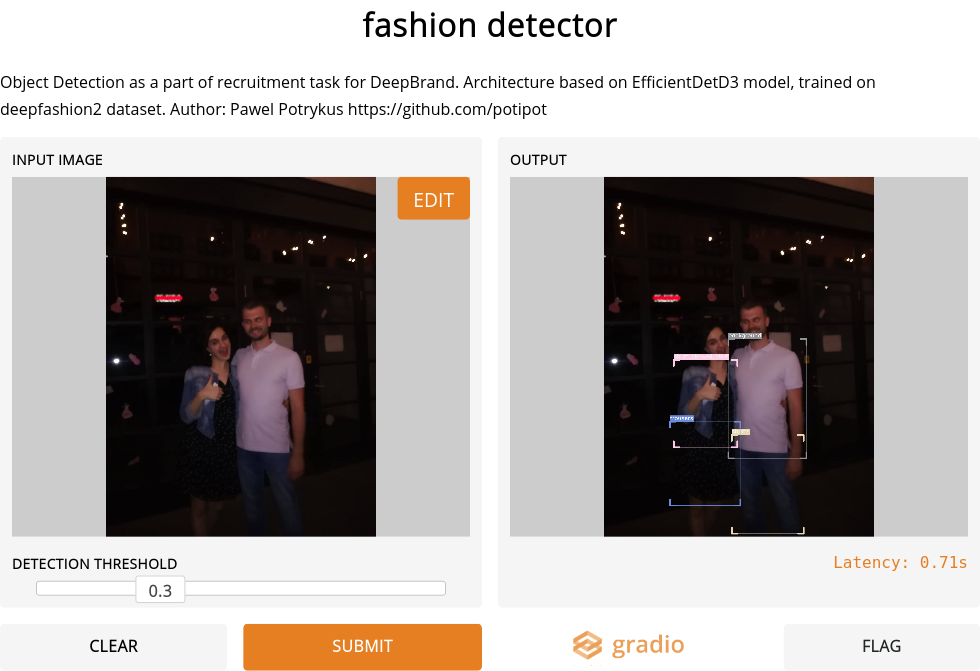 fashion detector
Object Detection as a part of recruitment task for DeepBrand. Architecture based on EfficientDetD3 model, trained on
deepfashion2 dataset. Author: Pawel Potrykus https://github.com/potipot
INPUT IMAGE
OUTPUT
EDIT
background
trousers
DETECTION THRESHOLD
0.3
Latency: 0.71s
CLEAR
SUBMIT
gradio
FLAG